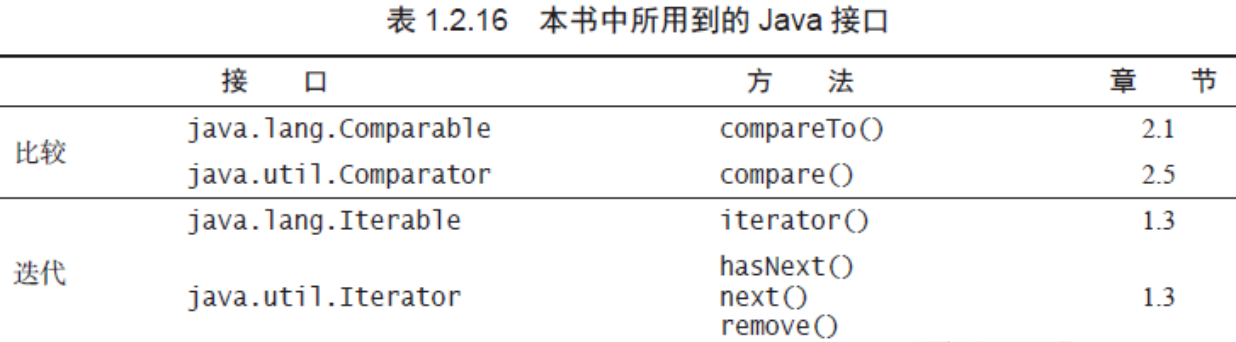 表 1.2.16 本书中所用到的 Java 接口
接 口 方 法 章 节
比较
java.lang.Comparable compareTo() 2.1
java.util.Comparator compare() 2.5
迭代
java.lang.Iterable iterator() 1.3
java.util.Iterator hasNext() 1.3
next()
remove()